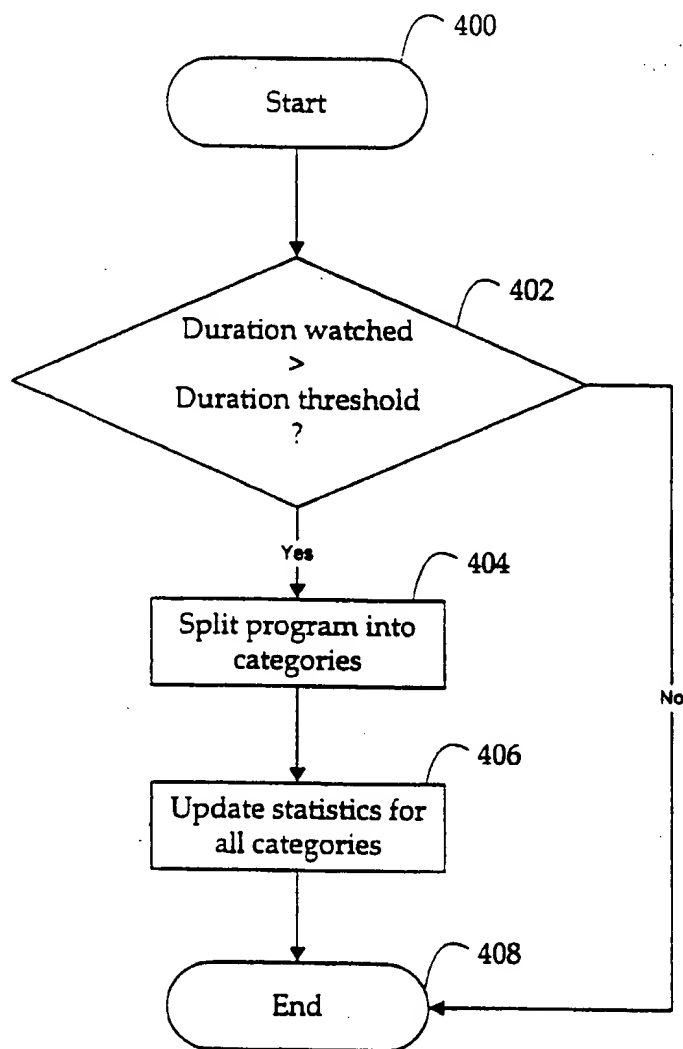 400
Start
402
Duration watched
>
Duration threshold
?
Yes
404
Split program into
categories
No
406
Update statistics for
all categories
408
End